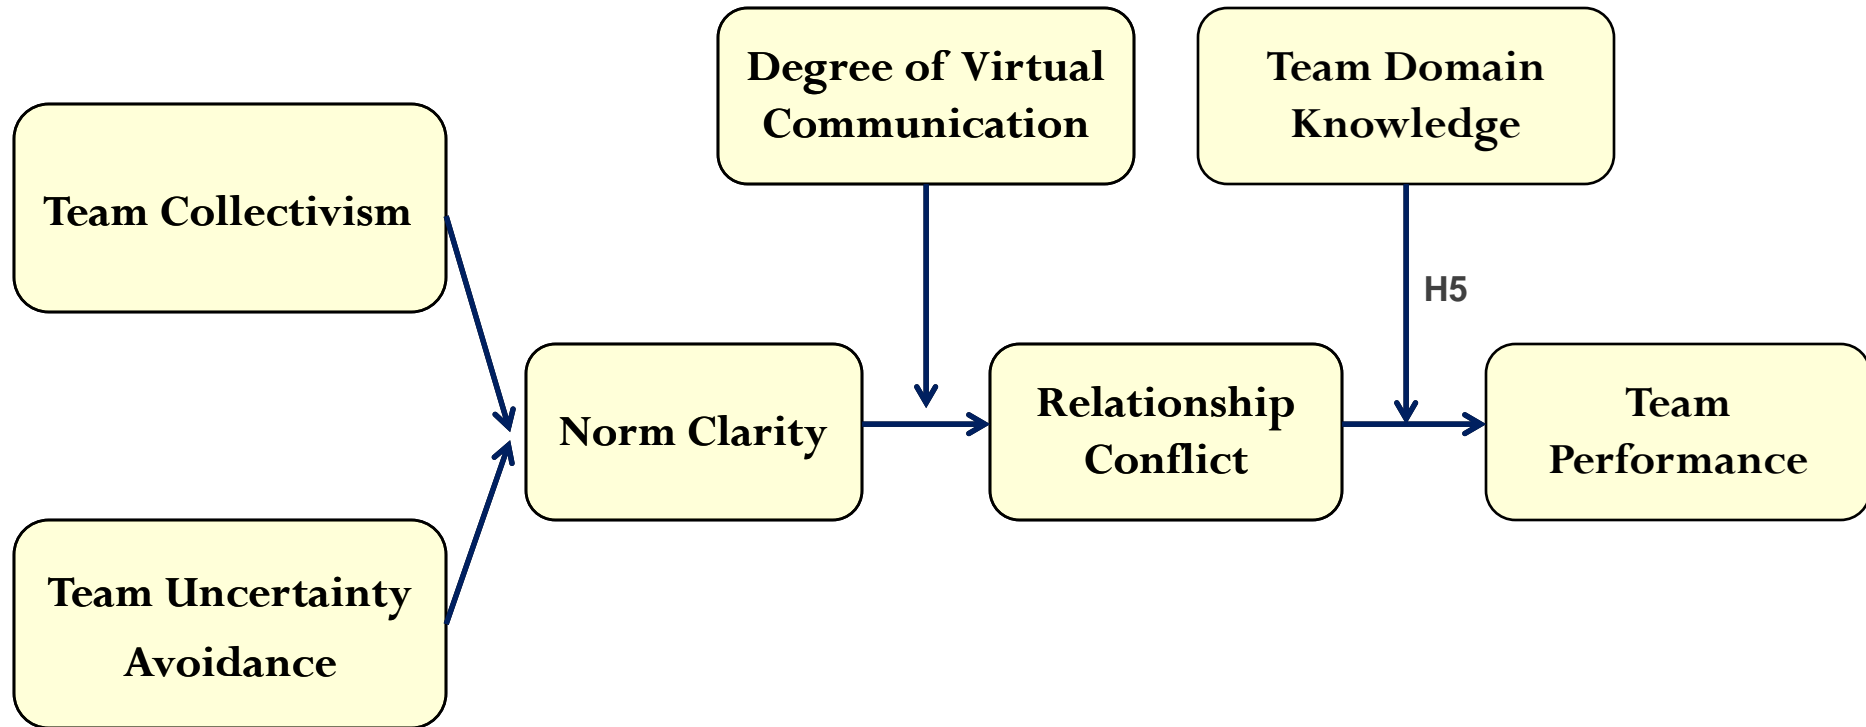 Degree of Virtual
Communication
Team Domain
Knowledge
Team Collectivism
H5
Norm Clarity
Relationship
Conflict
Team
Performance
Team Uncertainty
Avoidance